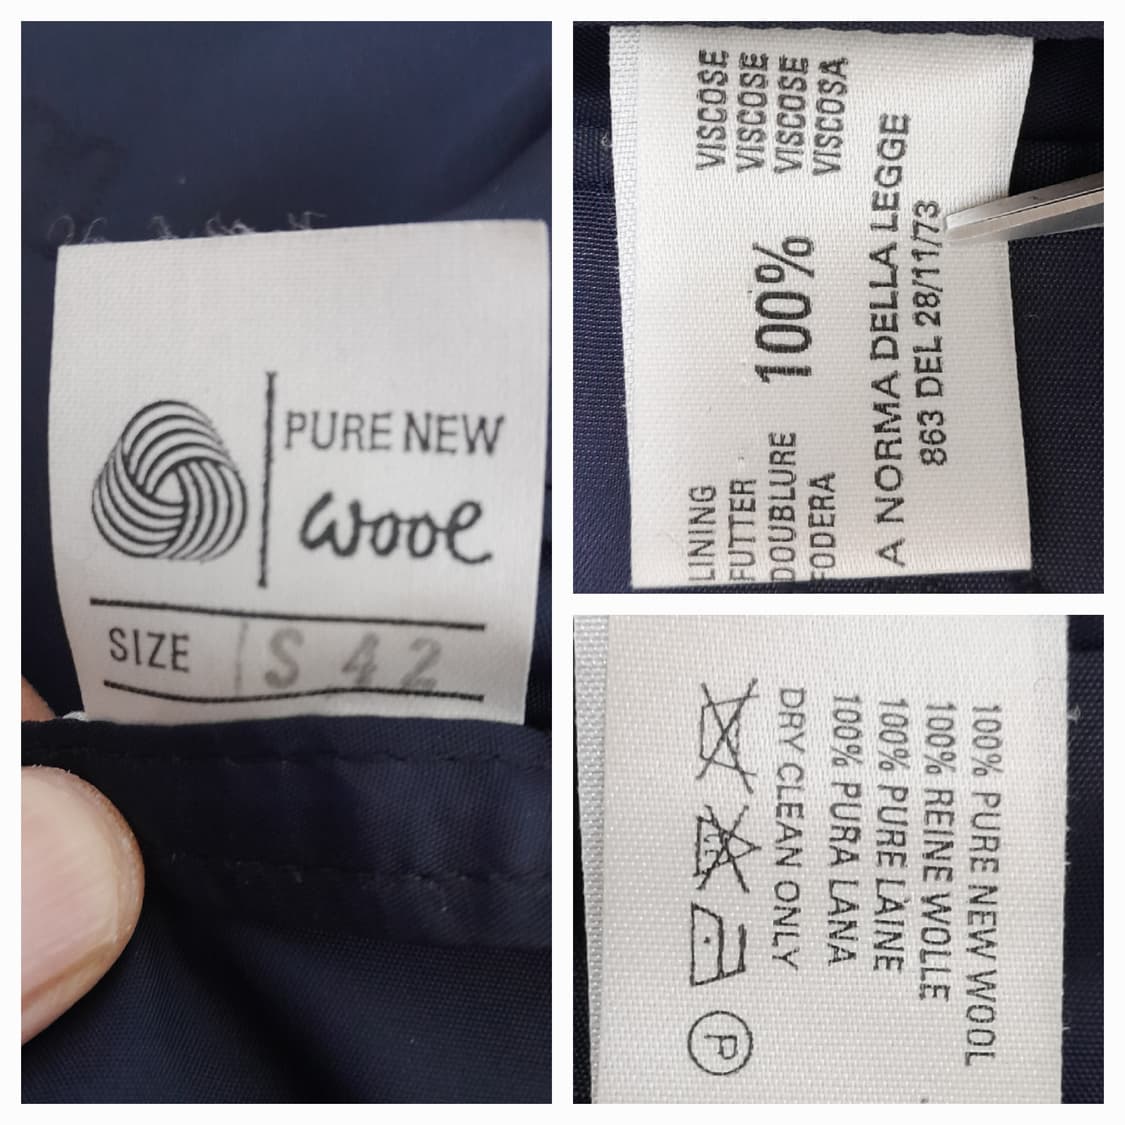 PURE NEW
wool
SIZE S 42
LINING VISCOSE
FUTTER VISCOSE
DOUBLURE 100% VISCOSE
FODERA VISCOSA
A NORMA DELLA LEGGE
863 DEL 28/11/73
100% PURE NEW WOOL
100% REINE WOLLE
100% PURE LAINE
100% PURA LANA
DRY CLEAN ONLY
CL
P